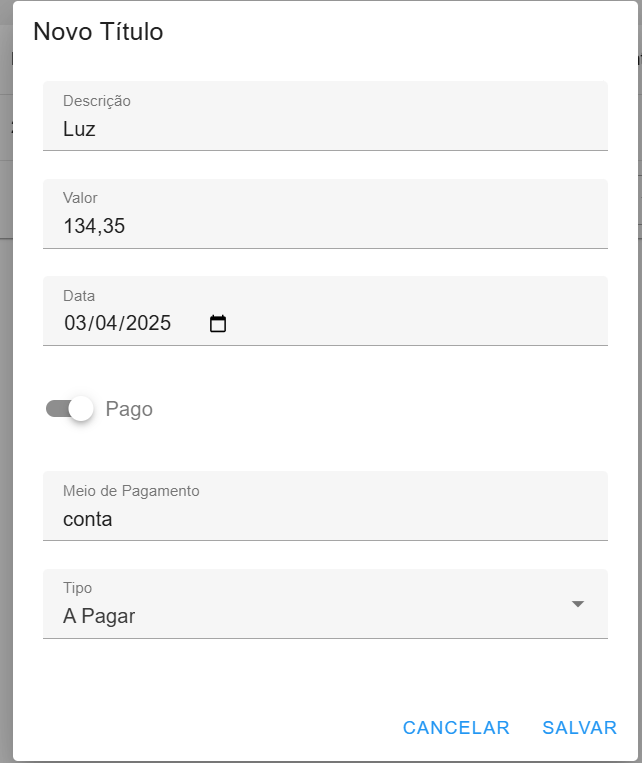 Novo Título
Descrição
Luz
Valor
134,35
Data
03/04/2025
Pago
Meio de Pagamento
conta
Tipo
A Pagar
CANCELAR SALVAR